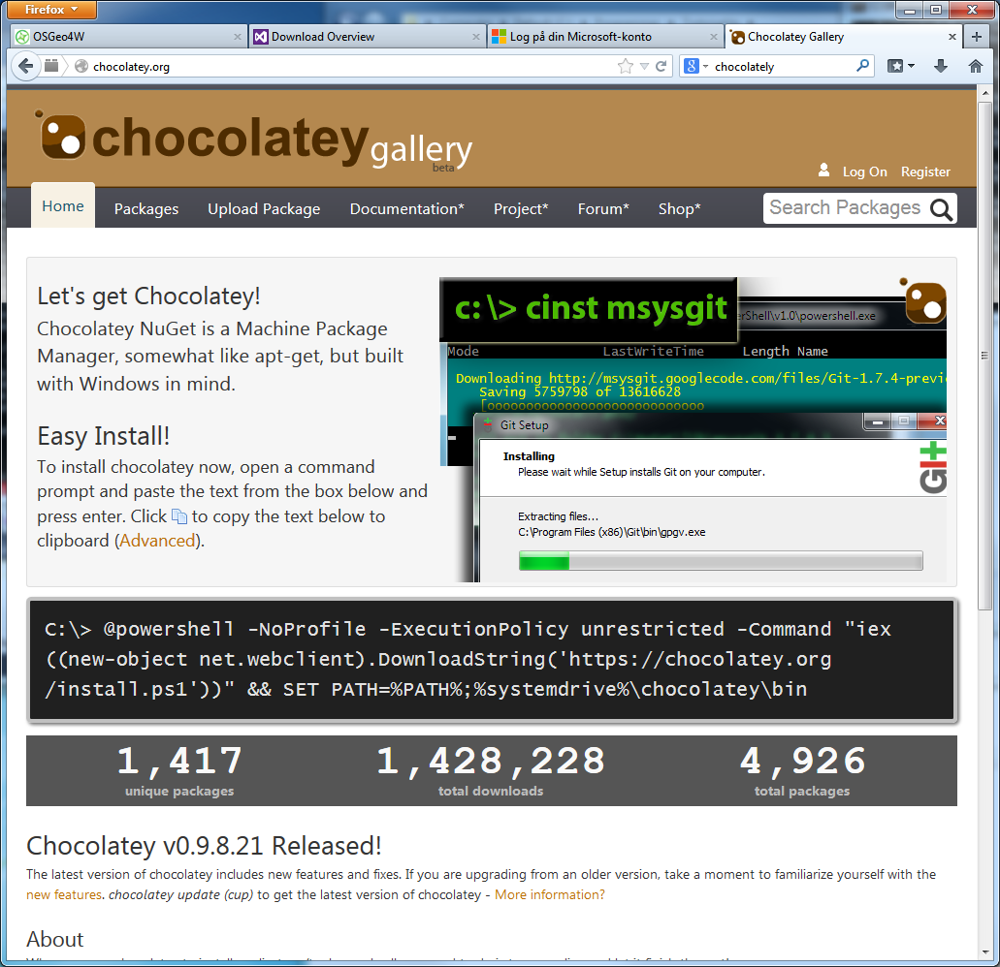 Firefox
OSGeo4W
Download Overview
Log på din Microsoft-konto
Chocolatey Gallery
chocolatey.org
chocolately
chocolatey gallery
beta
Log On Register
Home Packages Upload Package Documentation* Project* Forum* Shop* Search Packages
Let's get Chocolatey!
Chocolatey NuGet is a Machine Package
Manager, somewhat like apt-get, but built
with Windows in mind.
Easy Install!
To install chocolatey now, open a command
prompt and paste the text from the box below and
press enter. Click to copy the text below to
clipboard (Advanced).
c:\> cinst msysgit
erShell\v1.0\powershell.exe
Mode LastWriteTime Length Name
Downloading http://msysgit.googlecode.com/files/Git-1.7.4-previ
Saving 5759798 of 13616628
Git Setup
Installing
Please wait while Setup installs Git on your computer.
Git
Extracting files...
C:\Program Files (x86)\Git\bin\gpgv.exe
C:\> @powershell -NoProfile -ExecutionPolicy unrestricted -Command "iex
((new-object net.webclient).DownloadString('https://chocolatey.org
/install.ps1'))" && SET PATH=%PATH%;%systemdrive%\chocolatey\bin
1,417 1,428,228 4,926
unique packages total downloads total packages
Chocolatey v0.9.8.21 Released!
The latest version of chocolatey includes new features and fixes. If you are upgrading from an older version, take a moment to familiarize yourself with the
new features. chocolatey update (cup) to get the latest version of chocolatey - More information?
About